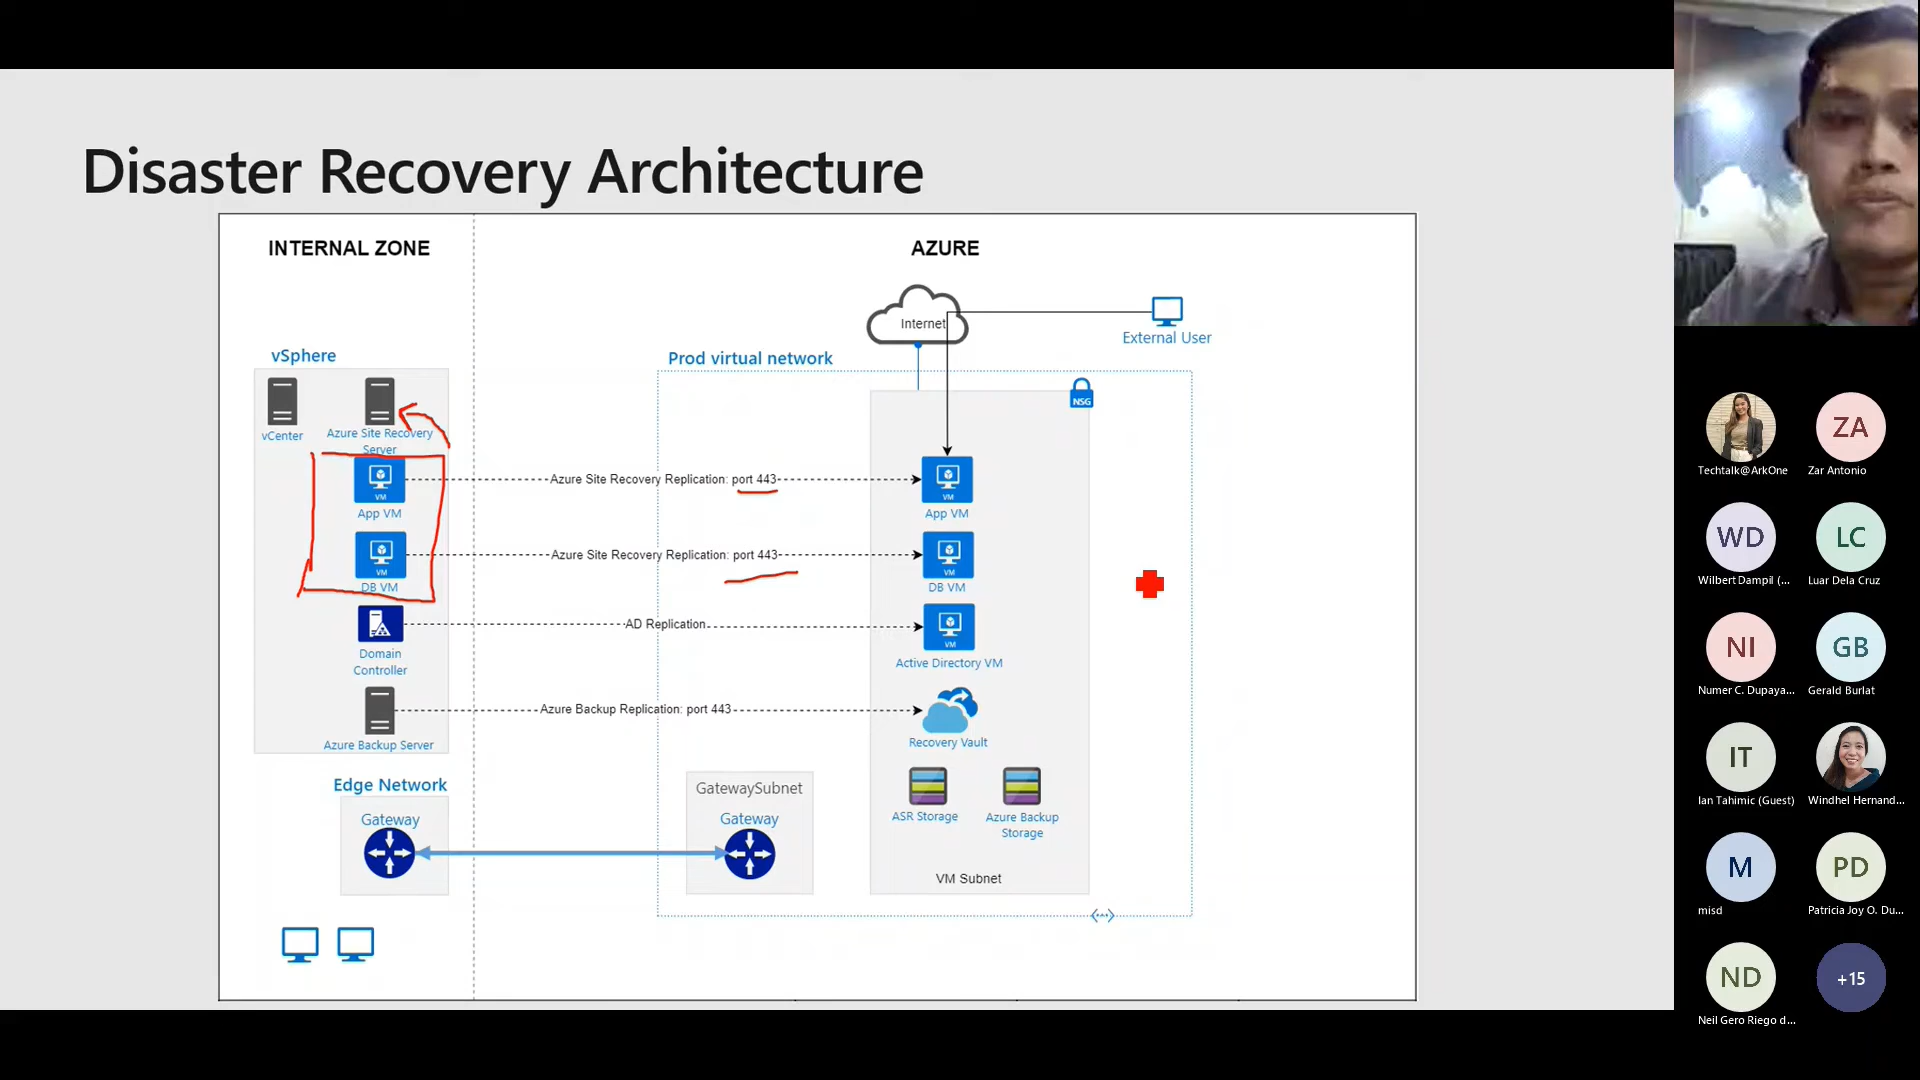 Disaster Recovery Architecture
INTERNAL ZONE
AZURE
Internet
External User
vSphere
Prod virtual network
NSG
vCenter
Azure Site Recovery
Server
VM
App VM
Azure Site Recovery Replication: port 443
VM
App VM
VM
DB VM
Azure Site Recovery Replication: port 443
VM
DB VM
Domain
Controller
AD Replication
VM
Active Directory VM
Azure Backup Server
Azure Backup Replication: port 443
Recovery Vault
Edge Network
Gateway
GatewaySubnet
Gateway
ASR Storage
Azure Backup
Storage
VM Subnet
Techtalk@ArkOne
ZA
Zar Antonio
WD
Wilbert Dampil (...
LC
Luar Dela Cruz
NI
Numer C. Dupaya...
GB
Gerald Burlat
IT
Ian Tahimic (Guest)
Windhel Hernand...
M
misd
PD
Patricia Joy O. Du...
ND
Neil Gero Riego d...
+15